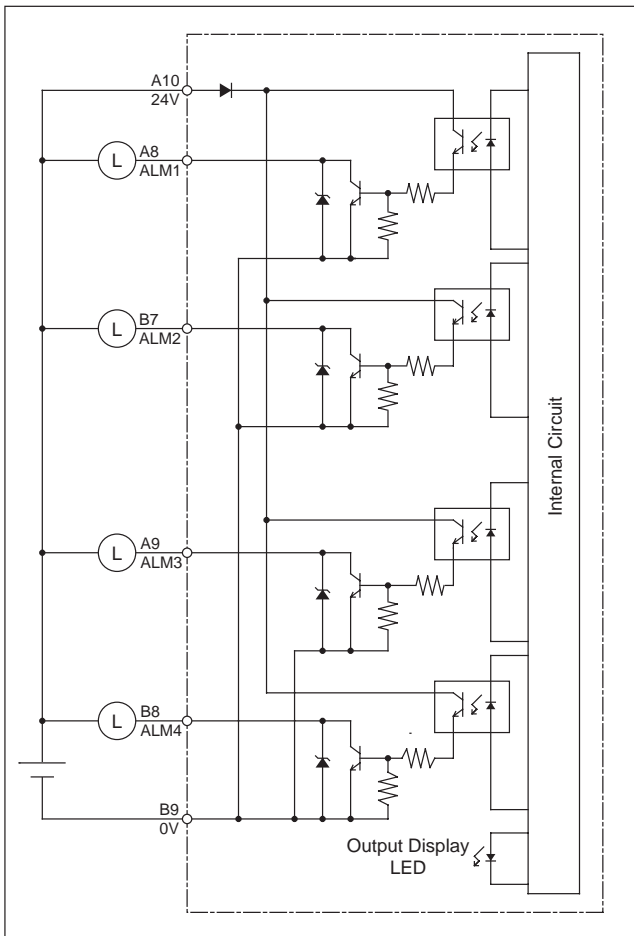 A10
24V
L
A8
ALM1
L
B7
ALM2
L
A9
ALM3
L
B8
ALM4
B9
0V
Internal Circuit
Output Display
LED